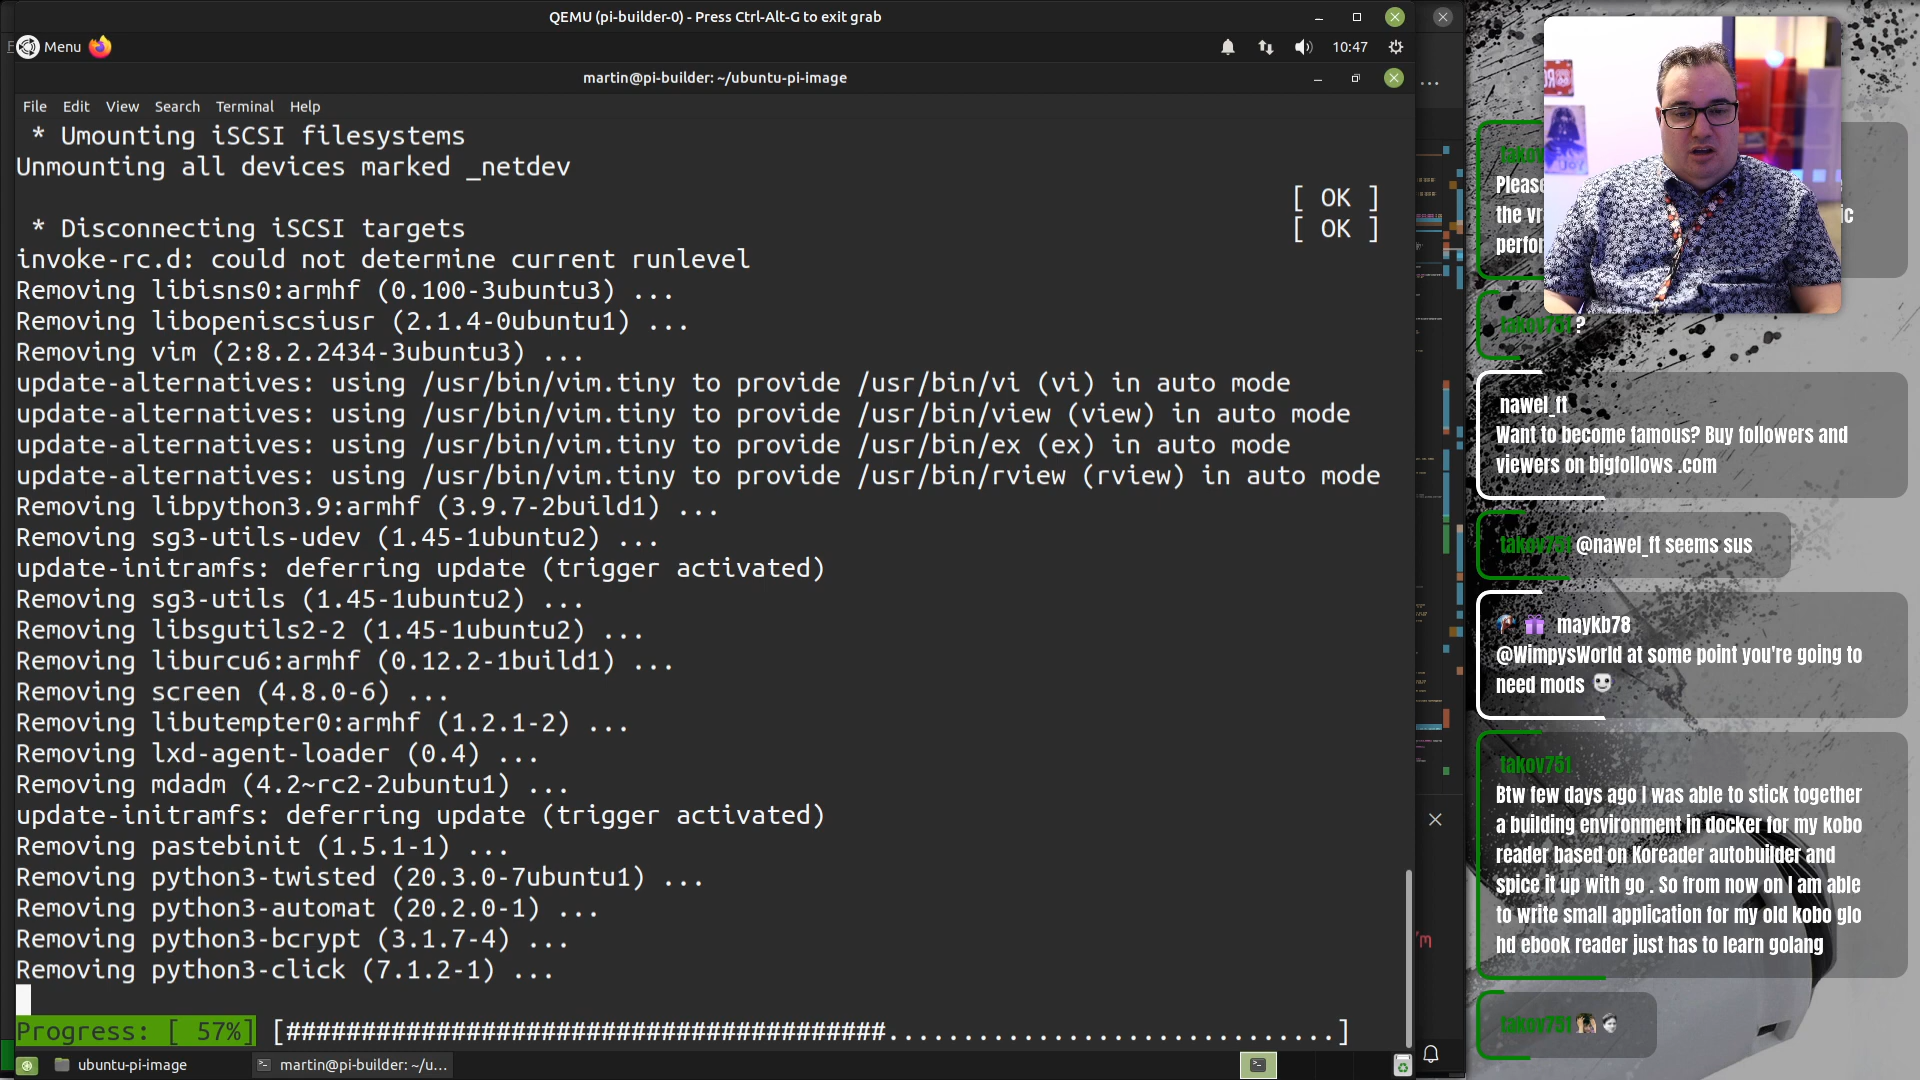 QEMU (pi-builder-0) - Press Ctrl-Alt-G to exit grab
Menu
10:47
martin@pi-builder: ~/ubuntu-pi-image
File Edit View Search Terminal Help
* Umounting iSCSI filesystems
Unmounting all devices marked _netdev
[ OK ]
* Disconnecting iSCSI targets [ OK ]
invoke-rc.d: could not determine current runlevel
Removing libisns0:armhf (0.100-3ubuntu3) ...
Removing libopeniscsiusr (2.1.4-0ubuntu1) ...
Removing vim (2:8.2.2434-3ubuntu3) ...
update-alternatives: using /usr/bin/vim.tiny to provide /usr/bin/vi (vi) in auto mode
update-alternatives: using /usr/bin/vim.tiny to provide /usr/bin/view (view) in auto mode
update-alternatives: using /usr/bin/vim.tiny to provide /usr/bin/ex (ex) in auto mode
update-alternatives: using /usr/bin/vim.tiny to provide /usr/bin/rview (rview) in auto mode
Removing libpython3.9:armhf (3.9.7-2build1) ...
Removing sg3-utils-udev (1.45-1ubuntu2) ...
update-initramfs: deferring update (trigger activated)
Removing sg3-utils (1.45-1ubuntu2) ...
Removing libsgutils2-2 (1.45-1ubuntu2) ...
Removing liburcu6:armhf (0.12.2-1build1) ...
Removing screen (4.8.0-6) ...
Removing libutempter0:armhf (1.2.1-2) ...
Removing lxd-agent-loader (0.4) ...
Removing mdadm (4.2~rc2-2ubuntu1) ...
update-initramfs: deferring update (trigger activated)
Removing pastebinit (1.5.1-1) ...
Removing python3-twisted (20.3.0-7ubuntu1) ...
Removing python3-automat (20.2.0-1) ...
Removing python3-bcrypt (3.1.7-4) ...
Removing python3-click (7.1.2-1) ...
Progress: [ 57%] [########################################..............................]
ubuntu-pi-image
martin@pi-builder: ~/u...
the
takov751 ?
nawel_ft
Want to become famous? Buy followers and
viewers on bigfollows .com
takov751 @nawel_ft seems sus
maykb78
@WimpysWorld at some point you're going to
need mods
takov751
Btw few days ago I was able to stick together
a building environment in docker for my kobo
reader based on Koreader autobuilder and
spice it up with go . So from now on I am able
to write small application for my old kobo glo
hd ebook reader just has to learn golang
takov751